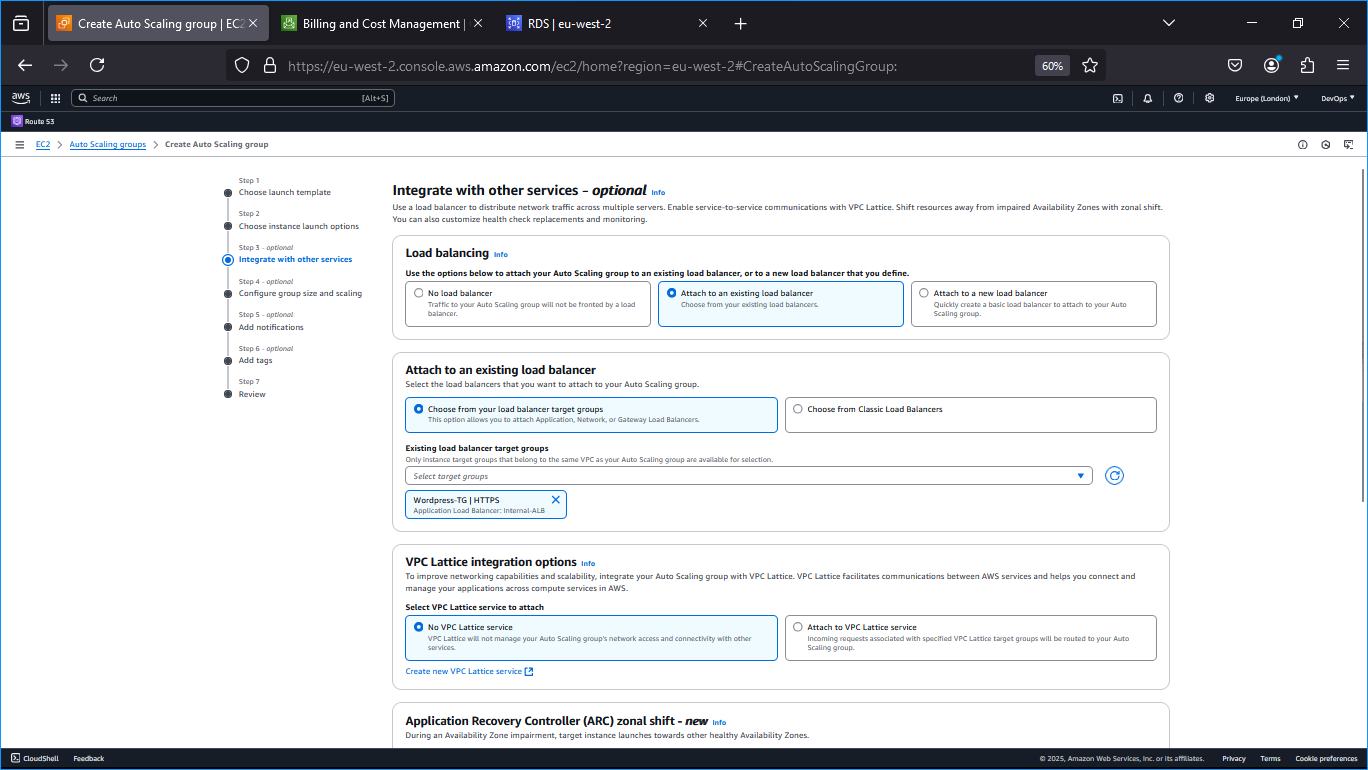 Create Auto Scaling group | EC2
Billing and Cost Management |
RDS | eu-west-2
https://eu-west-2.console.aws.amazon.com/ec2/home?region=eu-west-2#CreateAutoScalingGroup:
60%
aws
Search
[Alt+S]
Europe (London)
DevOps
Route 53
EC2
Auto Scaling groups
Create Auto Scaling group
Step 1
Choose launch template
Step 2
Choose instance launch options
Step 3 - optional
Integrate with other services
Step 4 - optional
Configure group size and scaling
Step 5 - optional
Add notifications
Step 6 - optional
Add tags
Step 7
Review
Integrate with other services - optional Info
Use a load balancer to distribute network traffic across multiple servers. Enable service-to-service communications with VPC Lattice. Shift resources away from impaired Availability Zones with zonal shift.
You can also customize health check replacements and monitoring.
Load balancing Info
Use the options below to attach your Auto Scaling group to an existing load balancer, or to a new load balancer that you define.
No load balancer
Traffic to your Auto Scaling group will not be fronted by a load
balancer.
Attach to an existing load balancer
Choose from your existing load balancers.
Attach to a new load balancer
Quickly create a basic load balancer to attach to your Auto
Scaling group.
Attach to an existing load balancer
Select the load balancers that you want to attach to your Auto Scaling group.
Choose from your load balancer target groups
This option allows you to attach Application, Network, or Gateway Load Balancers.
Choose from Classic Load Balancers
Existing load balancer target groups
Only instance target groups that belong to the same VPC as your Auto Scaling group are available for selection.
Select target groups
Wordpress-TG | HTTPS
Application Load Balancer: Internal-ALB
VPC Lattice integration options Info
To improve networking capabilities and scalability, integrate your Auto Scaling group with VPC Lattice. VPC Lattice facilitates communications between AWS services and helps you connect and
manage your applications across compute services in AWS.
Select VPC Lattice service to attach
No VPC Lattice service
VPC Lattice will not manage your Auto Scaling group's network access and connectivity with other
services.
Attach to VPC Lattice service
Incoming requests associated with specified VPC Lattice target groups will be routed to your Auto
Scaling group.
Create new VPC Lattice service
Application Recovery Controller (ARC) zonal shift - new Info
During an Availability Zone impairment, target instance launches towards other healthy Availability Zones.
CloudShell
Feedback
© 2025, Amazon Web Services, Inc. or its affiliates.
Privacy
Terms
Cookie preferences